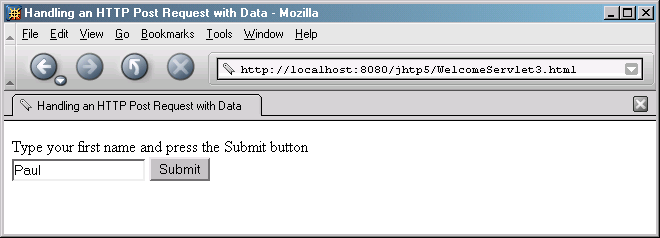 Handling an HTTP Post Request with Data - Mozilla
File Edit View Go Bookmarks Tools Window Help
http://localhost:8080/jhtp5/WelcomeServlet3.html
Handling an HTTP Post Request with Data
Type your first name and press the Submit button
Paul Submit